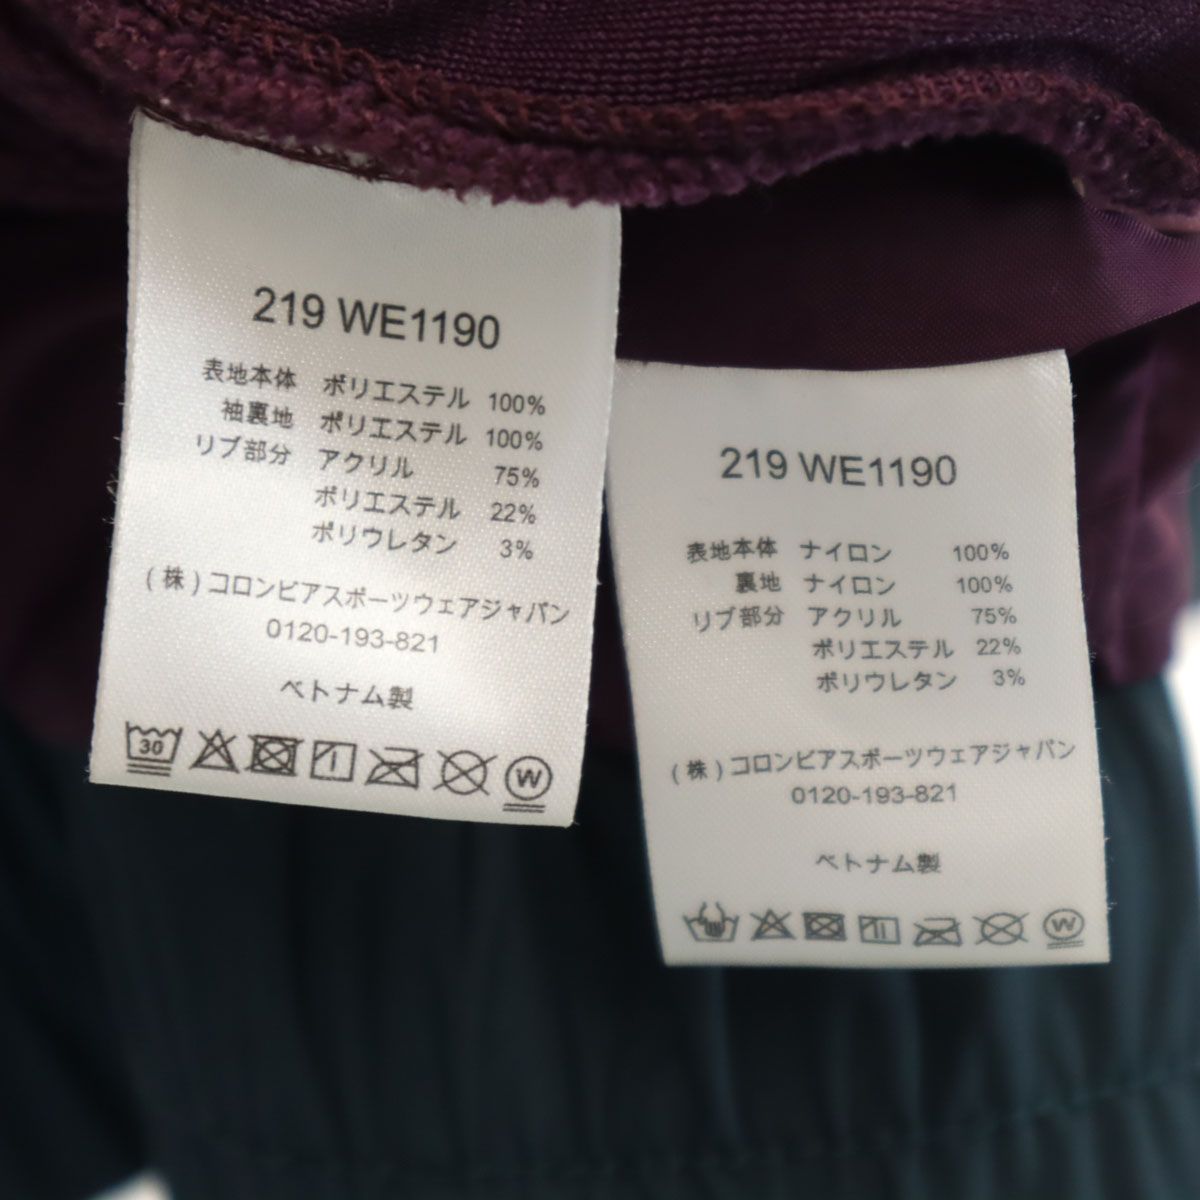 219 WE1190
表地本体 ポリエステル 100%
袖裏地 ポリエステル 100%
リブ部分 アクリル 75%
ポリエステル 22%
ポリウレタン 3%
(株)コロンビアスポーツウェアジャパン
0120-193-821
ベトナム製
30
W
219 WE1190
表地本体 ナイロン 100%
裏地 ナイロン 100%
リブ部分 アクリル 75%
ポリエステル 22%
ポリウレタン 3%
(株)コロンビアスポーツウェアジャパン
0120-193-821
ベトナム製
W